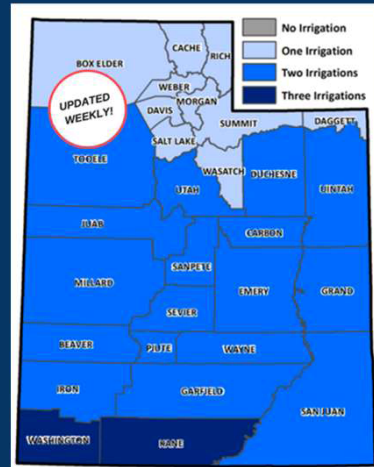 No Irrigation
One Irrigation
Two Irrigations
Three Irrigations
CACHE
RICH
BOX ELDER
WEBER
UPDATED
WEEKLY!
MORGAN
DAVIS
DAGGETT
SUMMIT
SALT LAKE
TOOELE
WASATCH
UTAH
DUCHESNE
UINTAH
JUAB
CARBON
SANPETE
MILLARD
EMERY
GRAND
SEVIER
BEAVER
PIUTE
WAYNE
IRON
GARFIELD
SAN JUAN
WASHINGTON
KANE